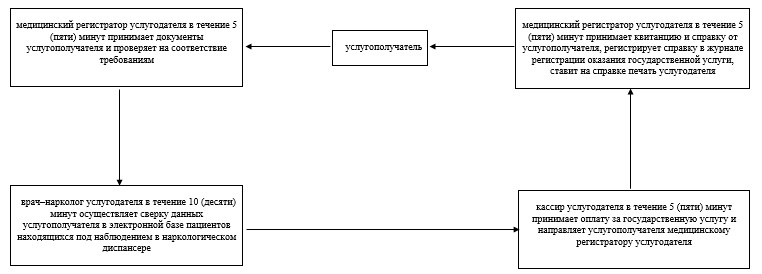 медицинский регистратор услугодателя в течение 5
(пяти) минут принимает документы
услугополучателя и проверяет на соответствие
требованиям
услугополучатель
медицинский регистратор услугодателя в течение 5
(пяти) минут принимает квитанцию и справку от
услугополучателя, регистрирует справку в журнале
регистрации оказания государственной услуги,
ставит на справке печать услугодателя
врач–нарколог услугодателя в течение 10 (десяти)
минут осуществляет сверку данных
услугополучателя в электронной базе пациентов
находящихся под наблюдением в наркологическом
диспансере
кассир услугодателя в течение 5 (пяти) минут
принимает оплату за государственную услугу и
направляет услугополучателя медицинскому
регистратору услугодателя